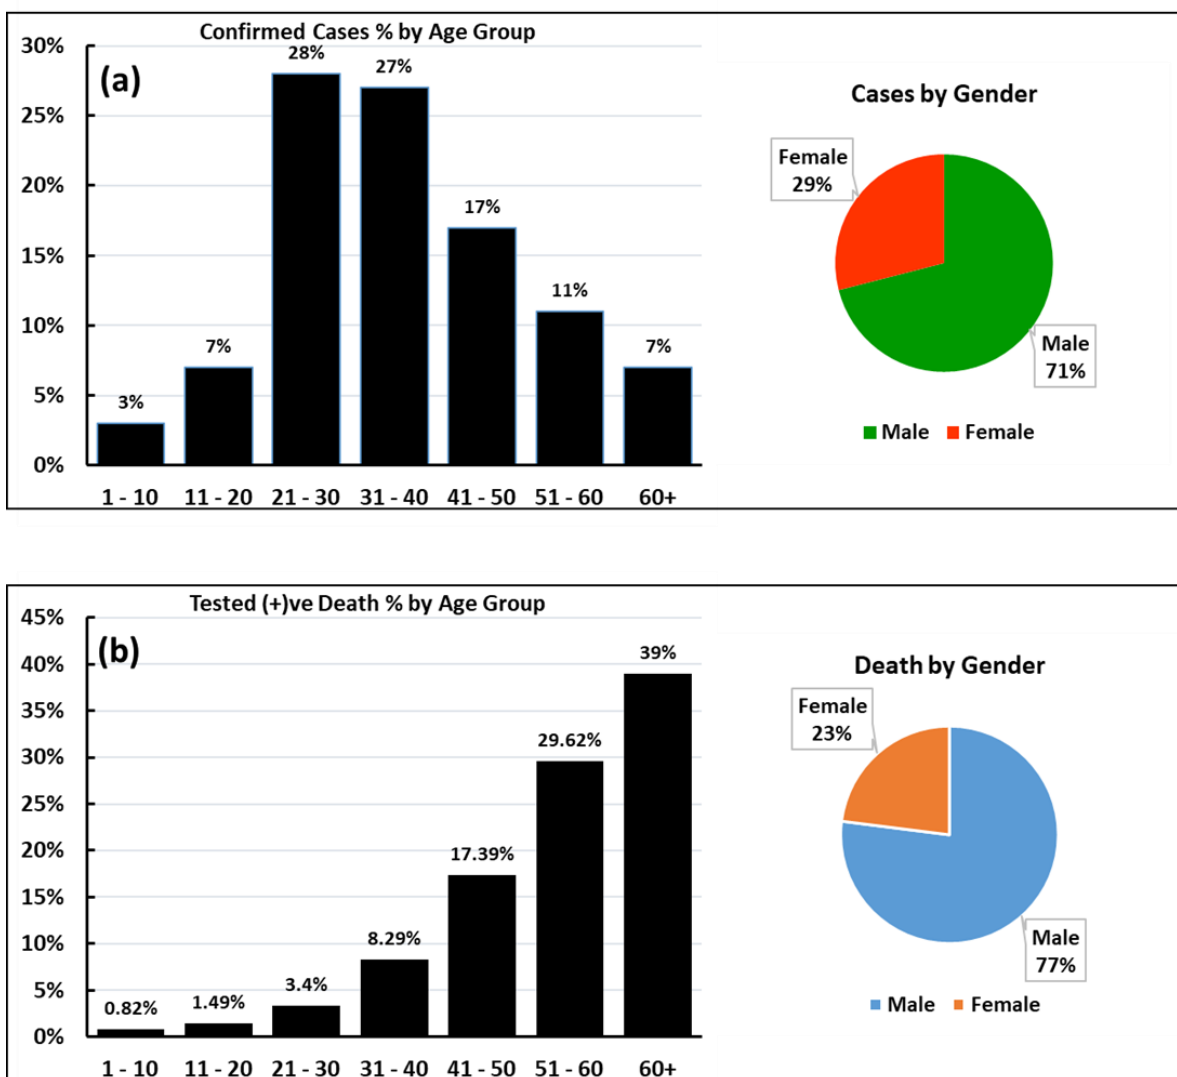 Confirmed Cases % by Age Group
(a)
30%
25%
20%
15%
10%
5%
0%
3%
7%
28%
27%
17%
11%
7%
1 - 10
11 - 20
21 - 30
31 - 40
41 - 50
51 - 60
60+
Cases by Gender
Female
29%
Male
71%
Male
Female
Tested (+)ve Death % by Age Group
(b)
45%
40%
35%
30%
25%
20%
15%
10%
5%
0%
0.82%
1.49%
3.4%
8.29%
17.39%
29.62%
39%
1 - 10
11 - 20
21 - 30
31 - 40
41 - 50
51 - 60
60+
Death by Gender
Female
23%
Male
77%
Male
Female